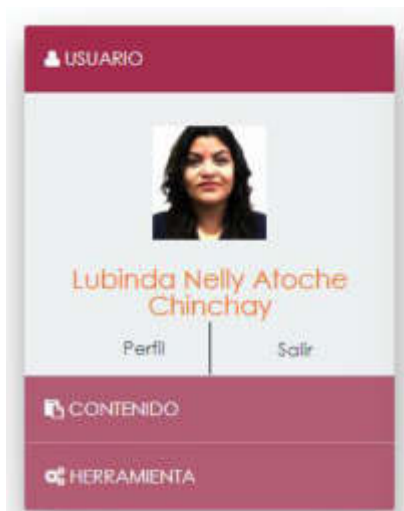 USUARIO
Lubinda Nelly Atoche
Chinchay
Perfil
Salir
CONTENIDO
HERRAMIENTA